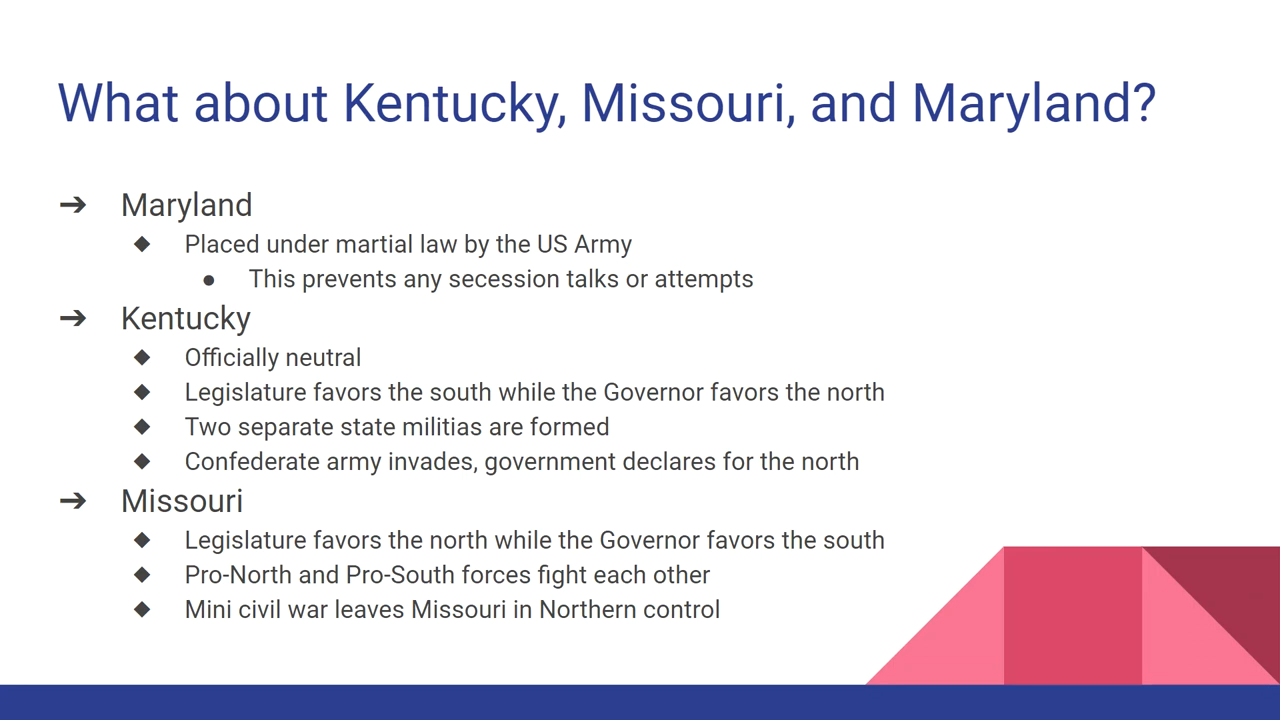 What about Kentucky, Missouri, and Maryland?
➔ Maryland
◆ Placed under martial law by the US Army
● This prevents any secession talks or attempts
➔ Kentucky
◆ Officially neutral
◆ Legislature favors the south while the Governor favors the north
◆ Two separate state militias are formed
◆ Confederate army invades, government declares for the north
➔ Missouri
◆ Legislature favors the north while the Governor favors the south
◆ Pro-North and Pro-South forces fight each other
◆ Mini civil war leaves Missouri in Northern control